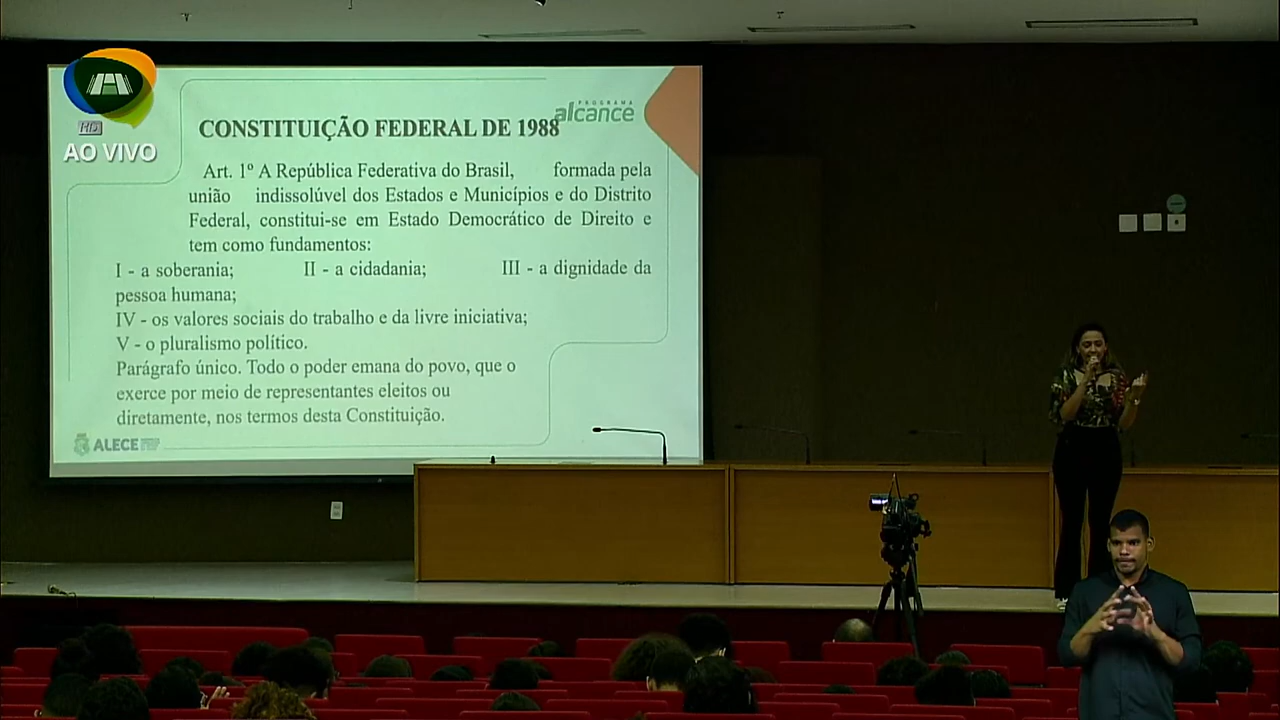 HD
AO VIVO
PROGRAMA
alcance
CONSTITUIÇÃO FEDERAL DE 1988
Art. 1º A República Federativa do Brasil, formada pela
união indissolúvel dos Estados e Municípios e do Distrito
Federal, constitui-se em Estado Democrático de Direito e
tem como fundamentos:
I - a soberania; II - a cidadania; III - a dignidade da
pessoa humana;
IV - os valores sociais do trabalho e da livre iniciativa;
V - o pluralismo político.
Parágrafo único. Todo o poder emana do povo, que o
exerce por meio de representantes eleitos ou
diretamente, nos termos desta Constituição.
ALECE